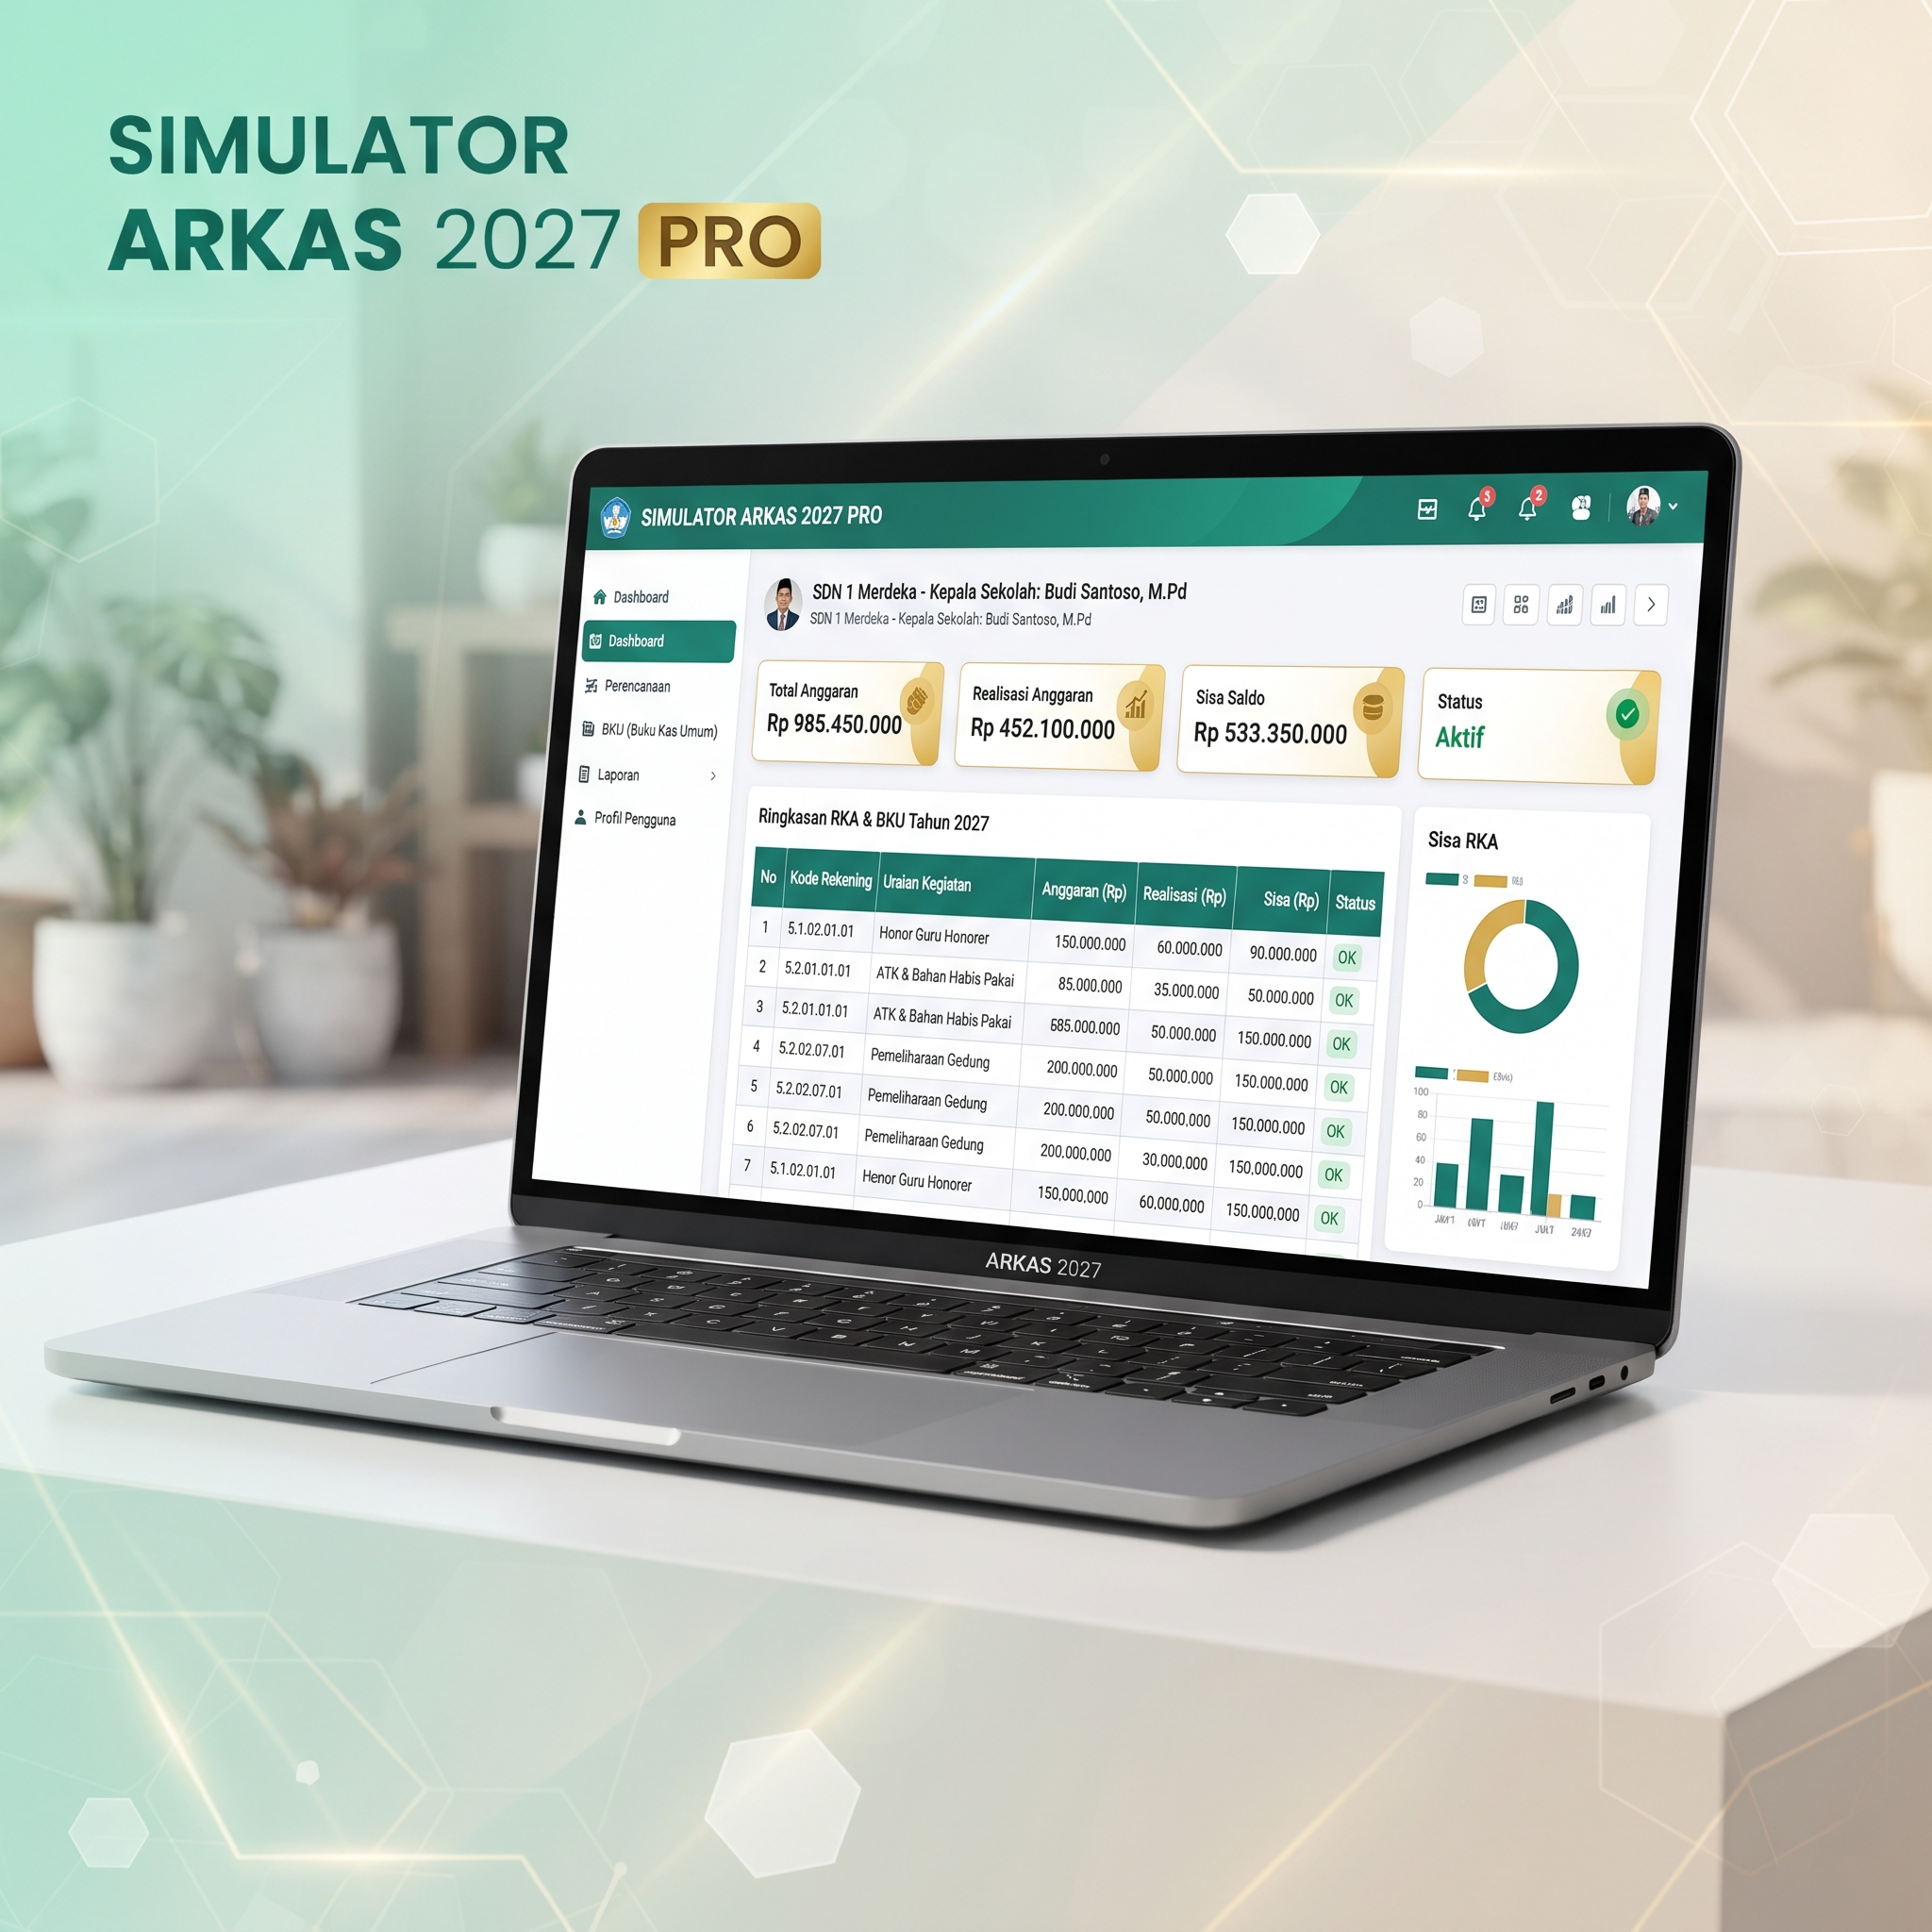 SIMULATOR
ARKAS 2027 PRO
SIMULATOR ARKAS 2027 PRO
5
2
Dashboard
Dashboard
Perencanaan
BKU (Buku Kas Umum)
Laporan
Profil Pengguna
SDN 1 Merdeka - Kepala Sekolah: Budi Santoso, M.Pd
SDN 1 Merdeka - Kepala Sekolah: Budi Santoso, M.Pd
Total Anggaran
Rp 985.450.000
Realisasi Anggaran
Rp 452.100.000
Sisa Saldo
Rp 533.350.000
Status
Aktif
Ringkasan RKA & BKU Tahun 2027
No Kode Rekening Uraian Kegiatan Anggaran (Rp) Realisasi (Rp) Sisa (Rp) Status
1 5.1.02.01.01 Honor Guru Honorer 150.000.000 60.000.000 90.000.000 OK
2 5.2.01.01.01 ATK & Bahan Habis Pakai 85.000.000 35.000.000 50.000.000 OK
3 5.2.01.01.01 ATK & Bahan Habis Pakai 685.000.000 50.000.000 150.000.000 OK
4 5.2.02.07.01 Pemeliharaan Gedung 200.000.000 50.000.000 150.000.000 OK
5 5.2.02.07.01 Pemeliharaan Gedung 200.000.000 50.000.000 150.000.000 OK
6 5.2.02.07.01 Pemeliharaan Gedung 200.000.000 30.000.000 150.000.000 OK
7 5.1.02.01.01 Henor Guru Honorer 150.000.000 60.000.000 150.000.000 OK
Sisa RKA
100
80
60
40
20
0
ARKAS 2027